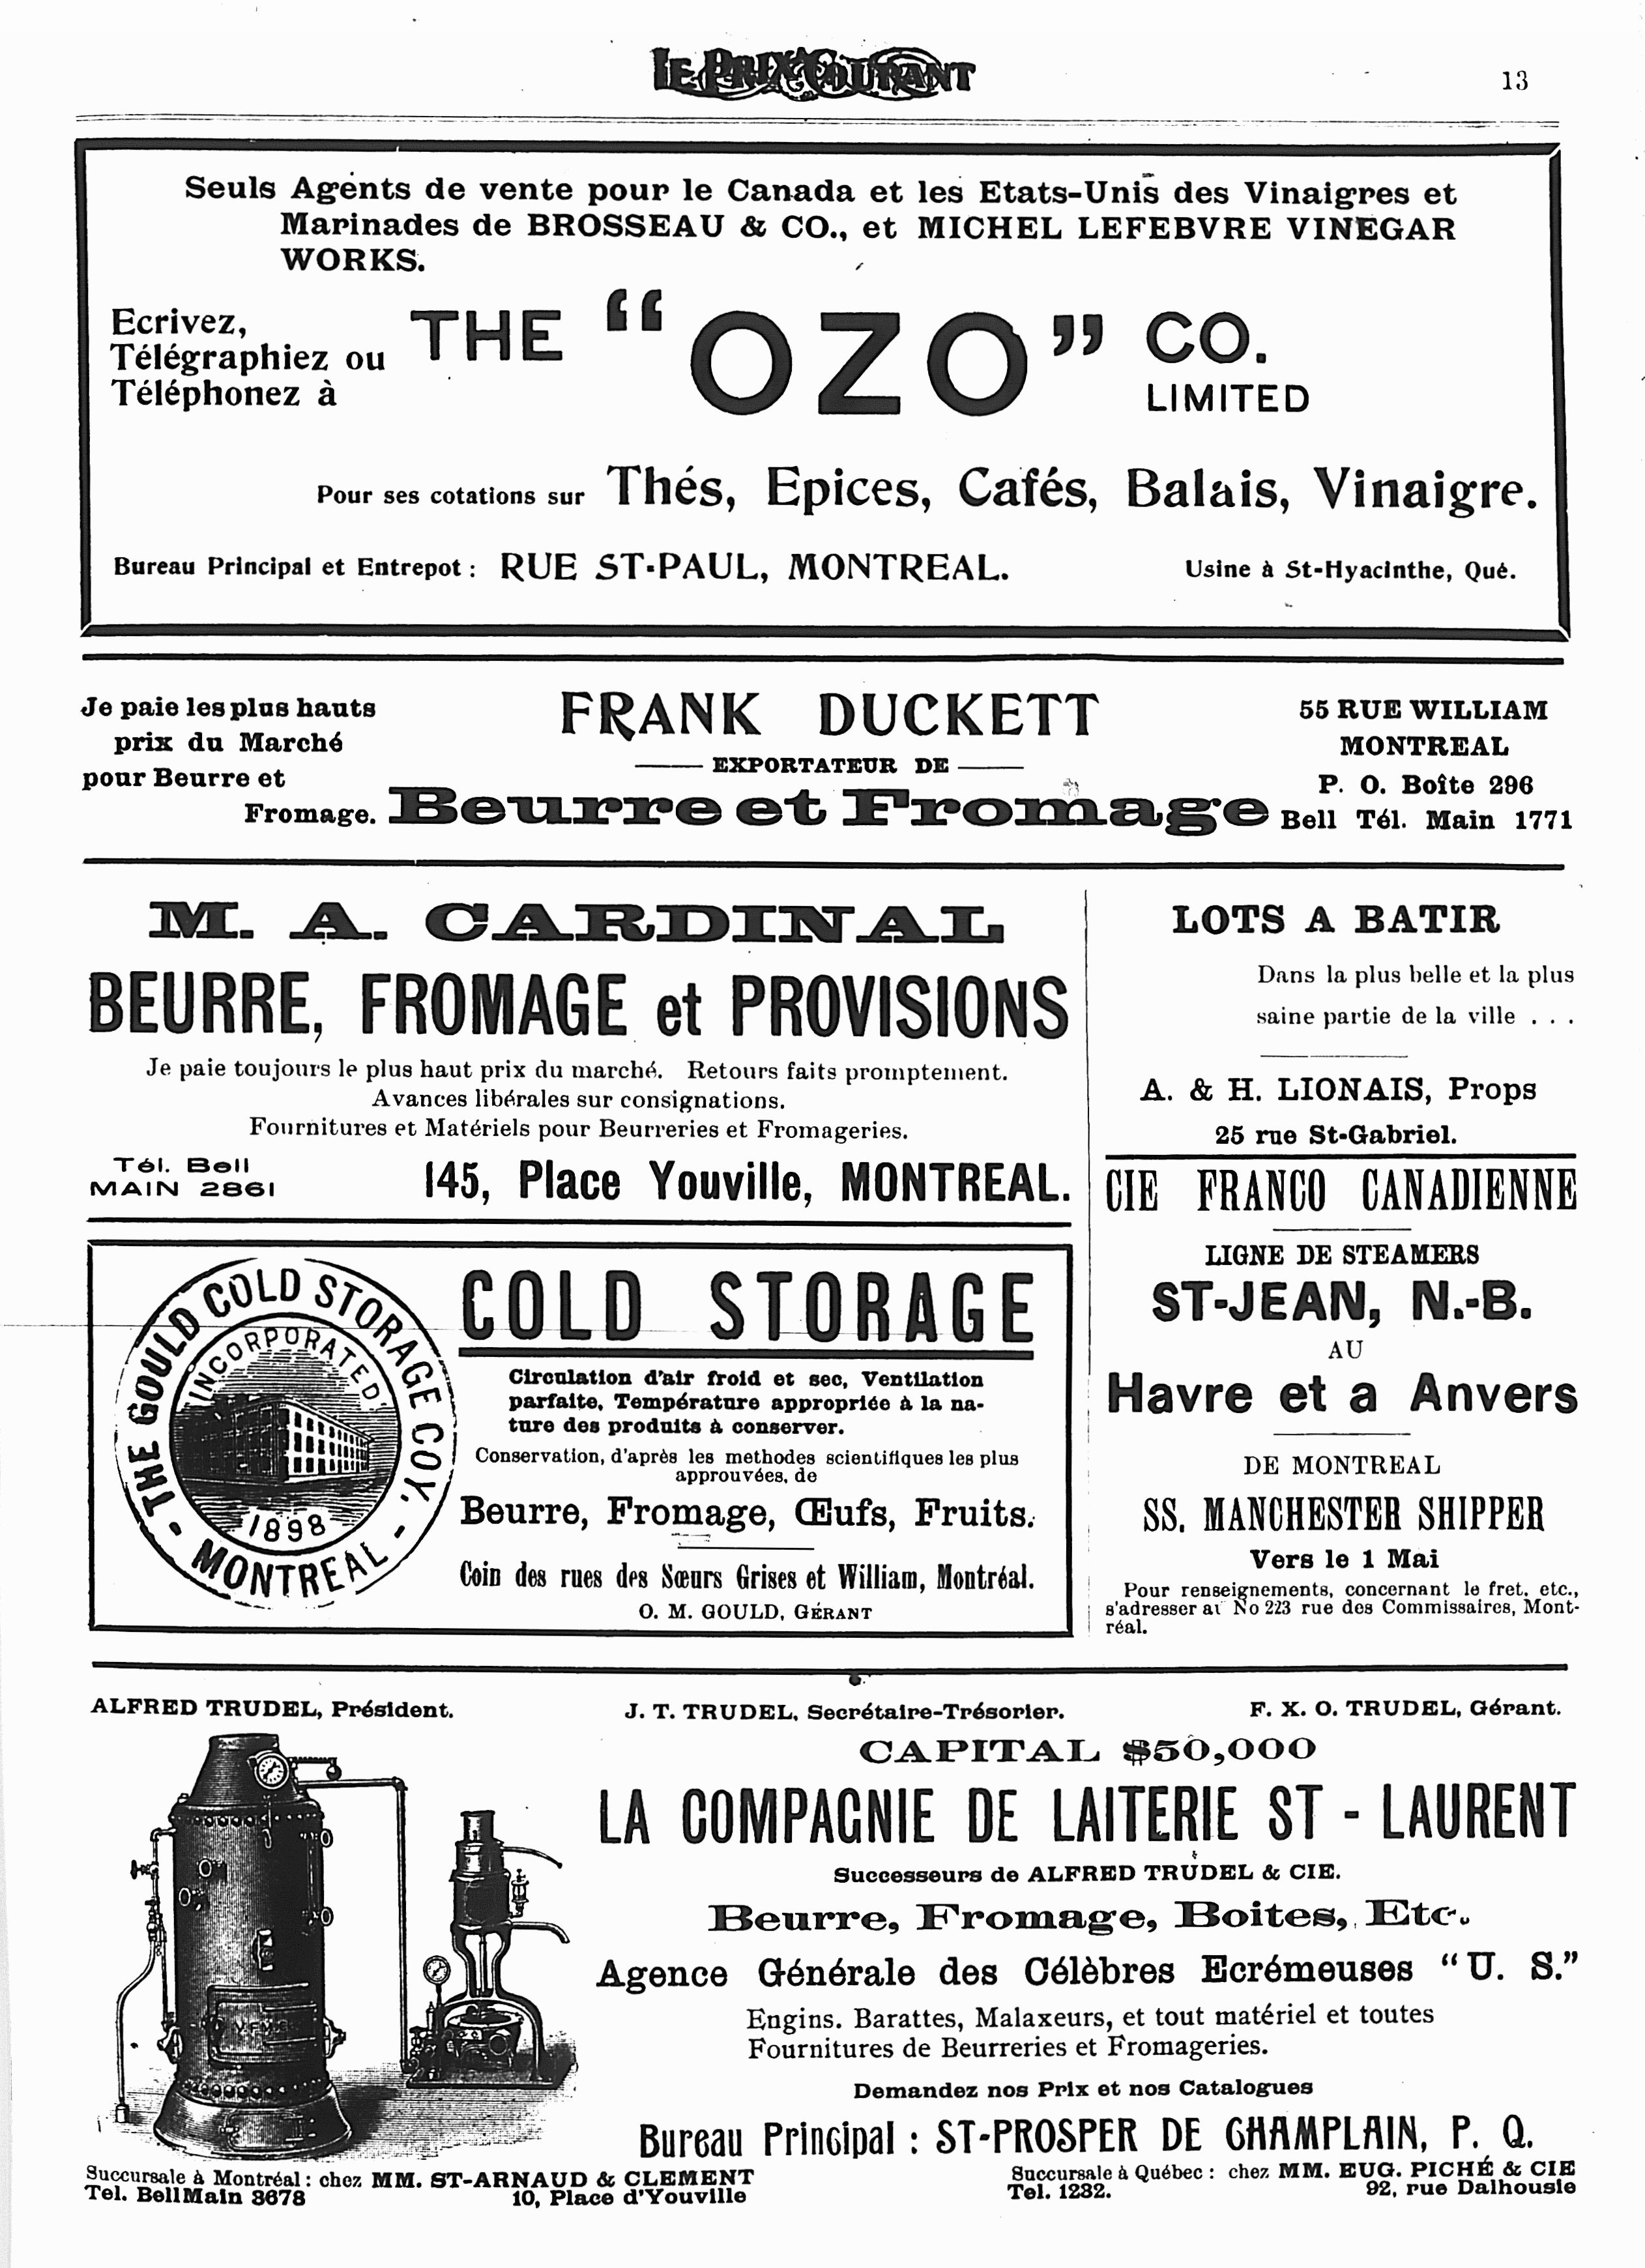 LE PRIX COURANT
13
Seuls Agents de vente pour le Canada et les Etats-Unis des Vinaigres et
Marinades de BROSSEAU & CO., et MICHEL LEFEBVRE VINEGAR
WORKS.
Ecrivez,
Télégraphiez ou
Téléphonez à
THE "OZO" CO.
LIMITED
Pour ses cotations sur Thés, Epices, Cafés, Balais, Vinaigre.
Bureau Principal et Entrepot : RUE ST-PAUL, MONTREAL. Usine à St-Hyacinthe, Qué.
Je paie les plus hauts
prix du Marché
pour Beurre et
Fromage.
FRANK DUCKETT
EXPORTATEUR DE
Beurre et Fromage
55 RUE WILLIAM
MONTREAL
P. O. Boîte 296
Bell Tél. Main 1771
M. A. CARDINAL
BEURRE, FROMAGE et PROVISIONS
Je paie toujours le plus haut prix du marché. Retours faits promptement.
Avances libérales sur consignations.
Fournitures et Matériels pour Beurreries et Fromageries.
Tél. Bell
MAIN 2861
145, Place Youville, MONTREAL.
THE GOULD COLD STORAGE COY.
INCORPORATED
1898
- MONTREAL -
COLD STORAGE
Circulation d'air froid et sec, Ventilation
parfaite, Température appropriée à la na-
ture des produits à conserver.
Conservation, d'après les methodes scientifiques les plus
approuvées, de
Beurre, Fromage, Œufs, Fruits.
Coin des rues des Sœurs Grises et William, Montréal.
O. M. GOULD, GÉRANT
LOTS A BATIR
Dans la plus belle et la plus
saine partie de la ville . . .
A. & H. LIONAIS, Props
25 rue St-Gabriel.
CIE FRANCO CANADIENNE
LIGNE DE STEAMERS
ST-JEAN, N.-B.
AU
Havre et a Anvers
DE MONTREAL
SS. MANCHESTER SHIPPER
Vers le 1 Mai
Pour renseignements, concernant le fret, etc.,
s'adresser au No 223 rue des Commissaires, Mont-
réal.
ALFRED TRUDEL, Président. J. T. TRUDEL, Secrétaire-Trésorier. F. X. O. TRUDEL, Gérant.
CAPITAL $50,000
LA COMPAGNIE DE LAITERIE ST - LAURENT
Successeurs de ALFRED TRUDEL & CIE.
Beurre, Fromage, Boites, Etc.
Agence Générale des Célèbres Ecrémeuses "U. S."
Engins. Barattes, Malaxeurs, et tout matériel et toutes
Fournitures de Beurreries et Fromageries.
Demandez nos Prix et nos Catalogues
Bureau Principal : ST-PROSPER DE CHAMPLAIN, P. Q.
Succursale à Montréal : chez MM. ST-ARNAUD & CLEMENT
Tel. Bell Main 3678 10, Place d'Youville
Succursale à Québec : chez MM. EUG. PICHÉ & CIE
Tel. 1232. 92, rue Dalhousie